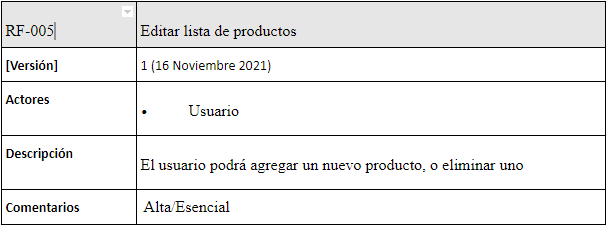 RF-005 Editar lista de productos
[Versión] 1 (16 Noviembre 2021)
Actores
• Usuario
Descripción
El usuario podrá agregar un nuevo producto, o eliminar uno
Comentarios Alta/Esencial